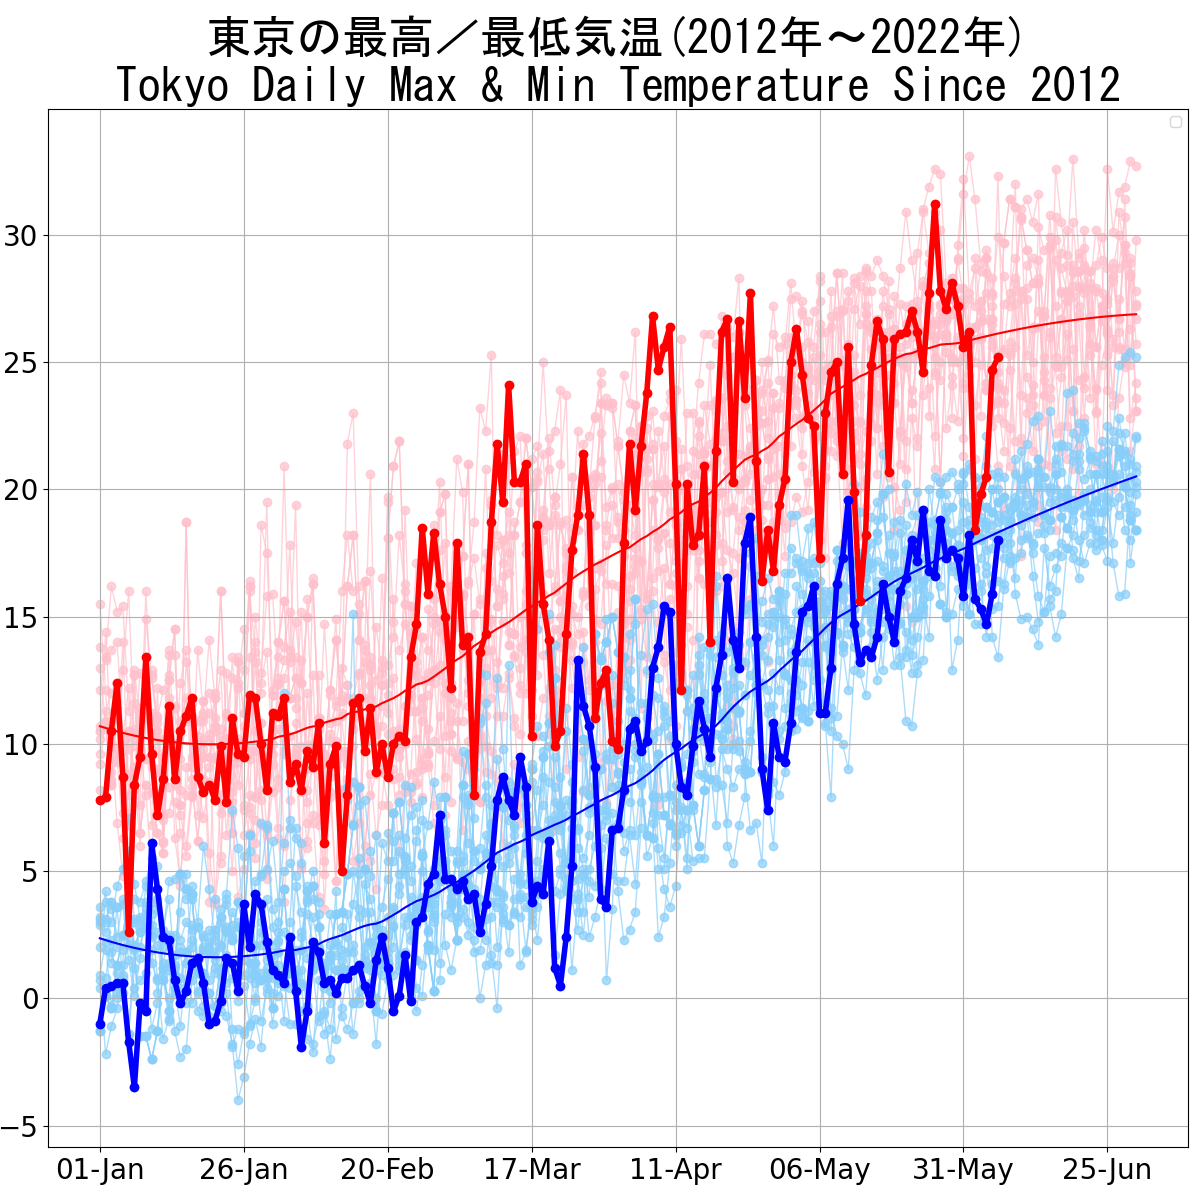 東京の最高／最低気温(2012年～2022年)
Tokyo Daily Max & Min Temperature Since 2012
30
25
20
15
10
5
0
−5
01-Jan 26-Jan 20-Feb 17-Mar 11-Apr 06-May 31-May 25-Jun